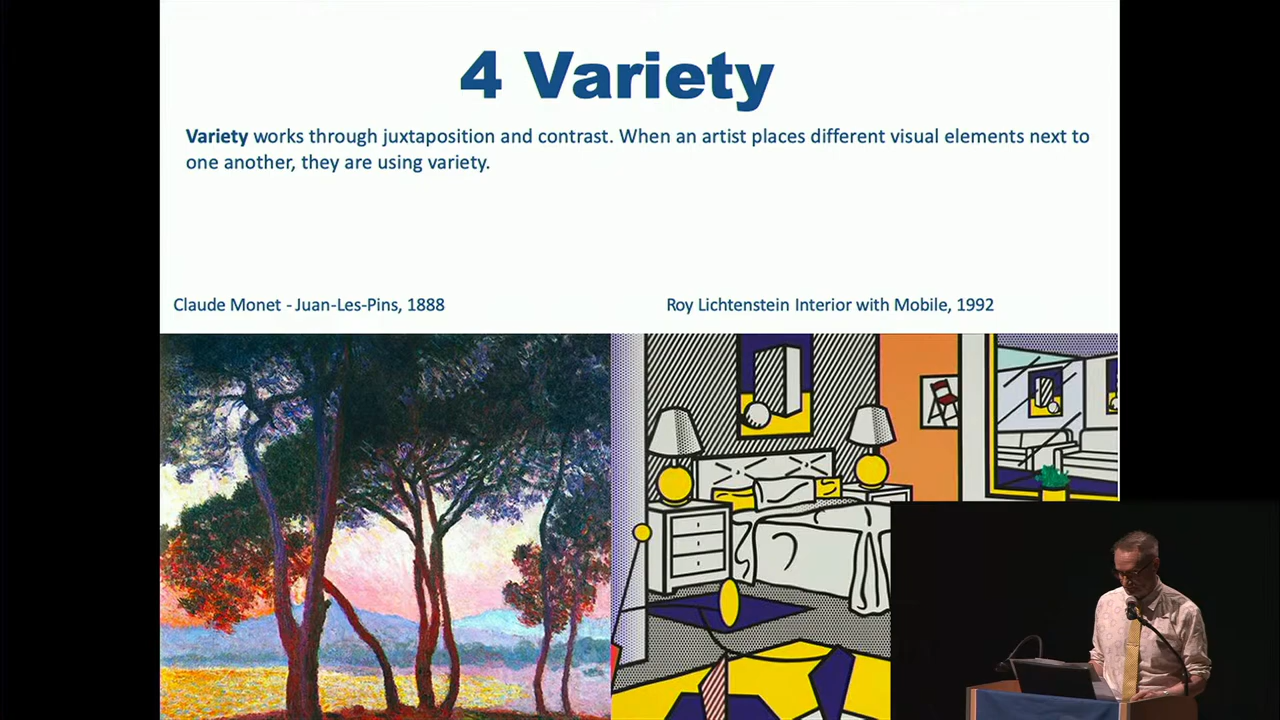 4 Variety
Variety works through juxtaposition and contrast. When an artist places different visual elements next to
one another, they are using variety.
Claude Monet - Juan-Les-Pins, 1888
Roy Lichtenstein Interior with Mobile, 1992